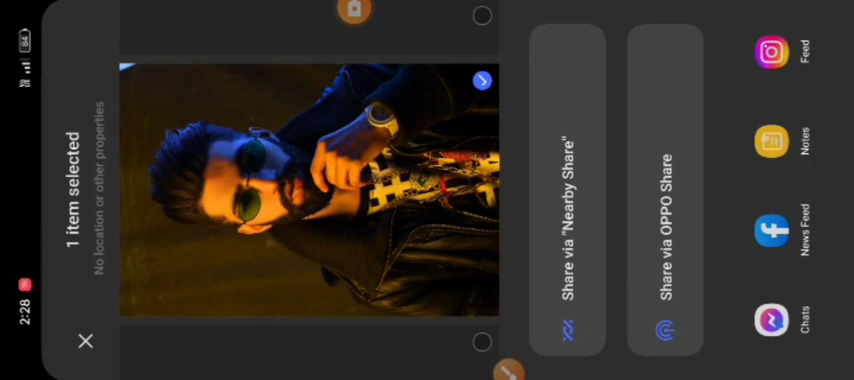 2:28
84
1 item selected
No location or other properties
Share via "Nearby Share"
Share via OPPO Share
Chats
News Feed
Notes
Feed